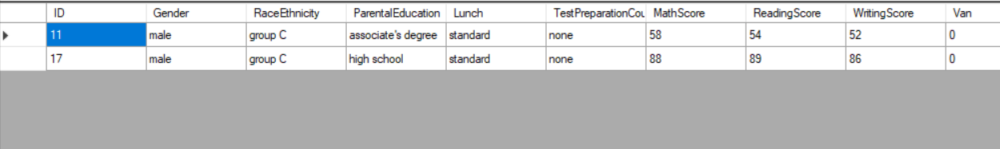 ID Gender RaceEthnicity ParentalEducation Lunch TestPreparationCou MathScore ReadingScore WritingScore Van
11 male group C associate's degree standard none 58 54 52 0
17 male group C high school standard none 88 89 86 0